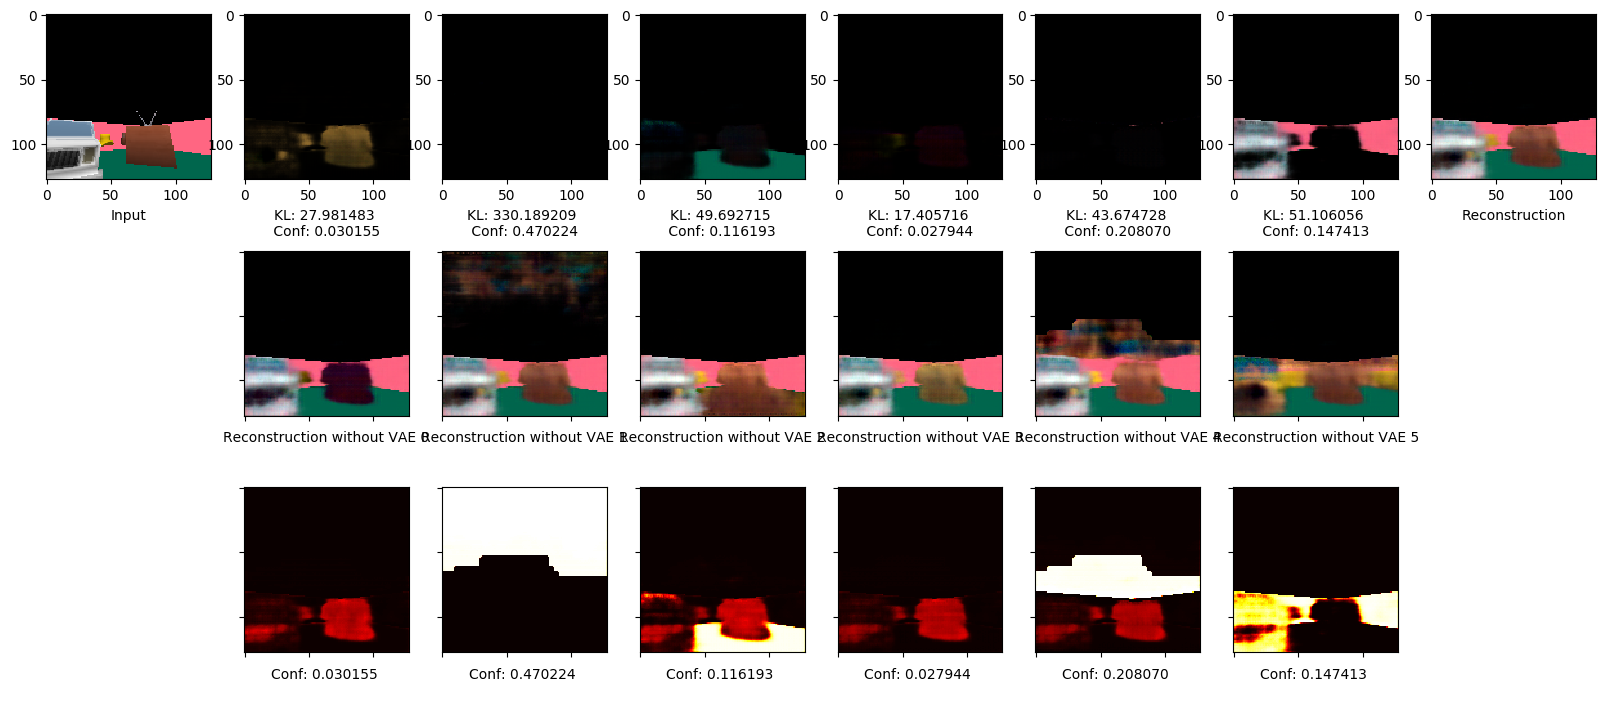 0
50
100
0 50 100
Input
0
50
100
0 50 100
KL: 27.981483
Conf: 0.030155
0
50
100
0 50 100
KL: 330.189209
Conf: 0.470224
0
50
100
0 50 100
KL: 49.692715
Conf: 0.116193
0
50
100
0 50 100
KL: 17.405716
Conf: 0.027944
0
50
100
0 50 100
KL: 43.674728
Conf: 0.208070
0
50
100
0 50 100
KL: 51.106056
Conf: 0.147413
0
50
100
0 50 100
Reconstruction
Reconstruction without VAE 0
Reconstruction without VAE 1
Reconstruction without VAE 2
Reconstruction without VAE 3
Reconstruction without VAE 4
Reconstruction without VAE 5
Conf: 0.030155
Conf: 0.470224
Conf: 0.116193
Conf: 0.027944
Conf: 0.208070
Conf: 0.147413